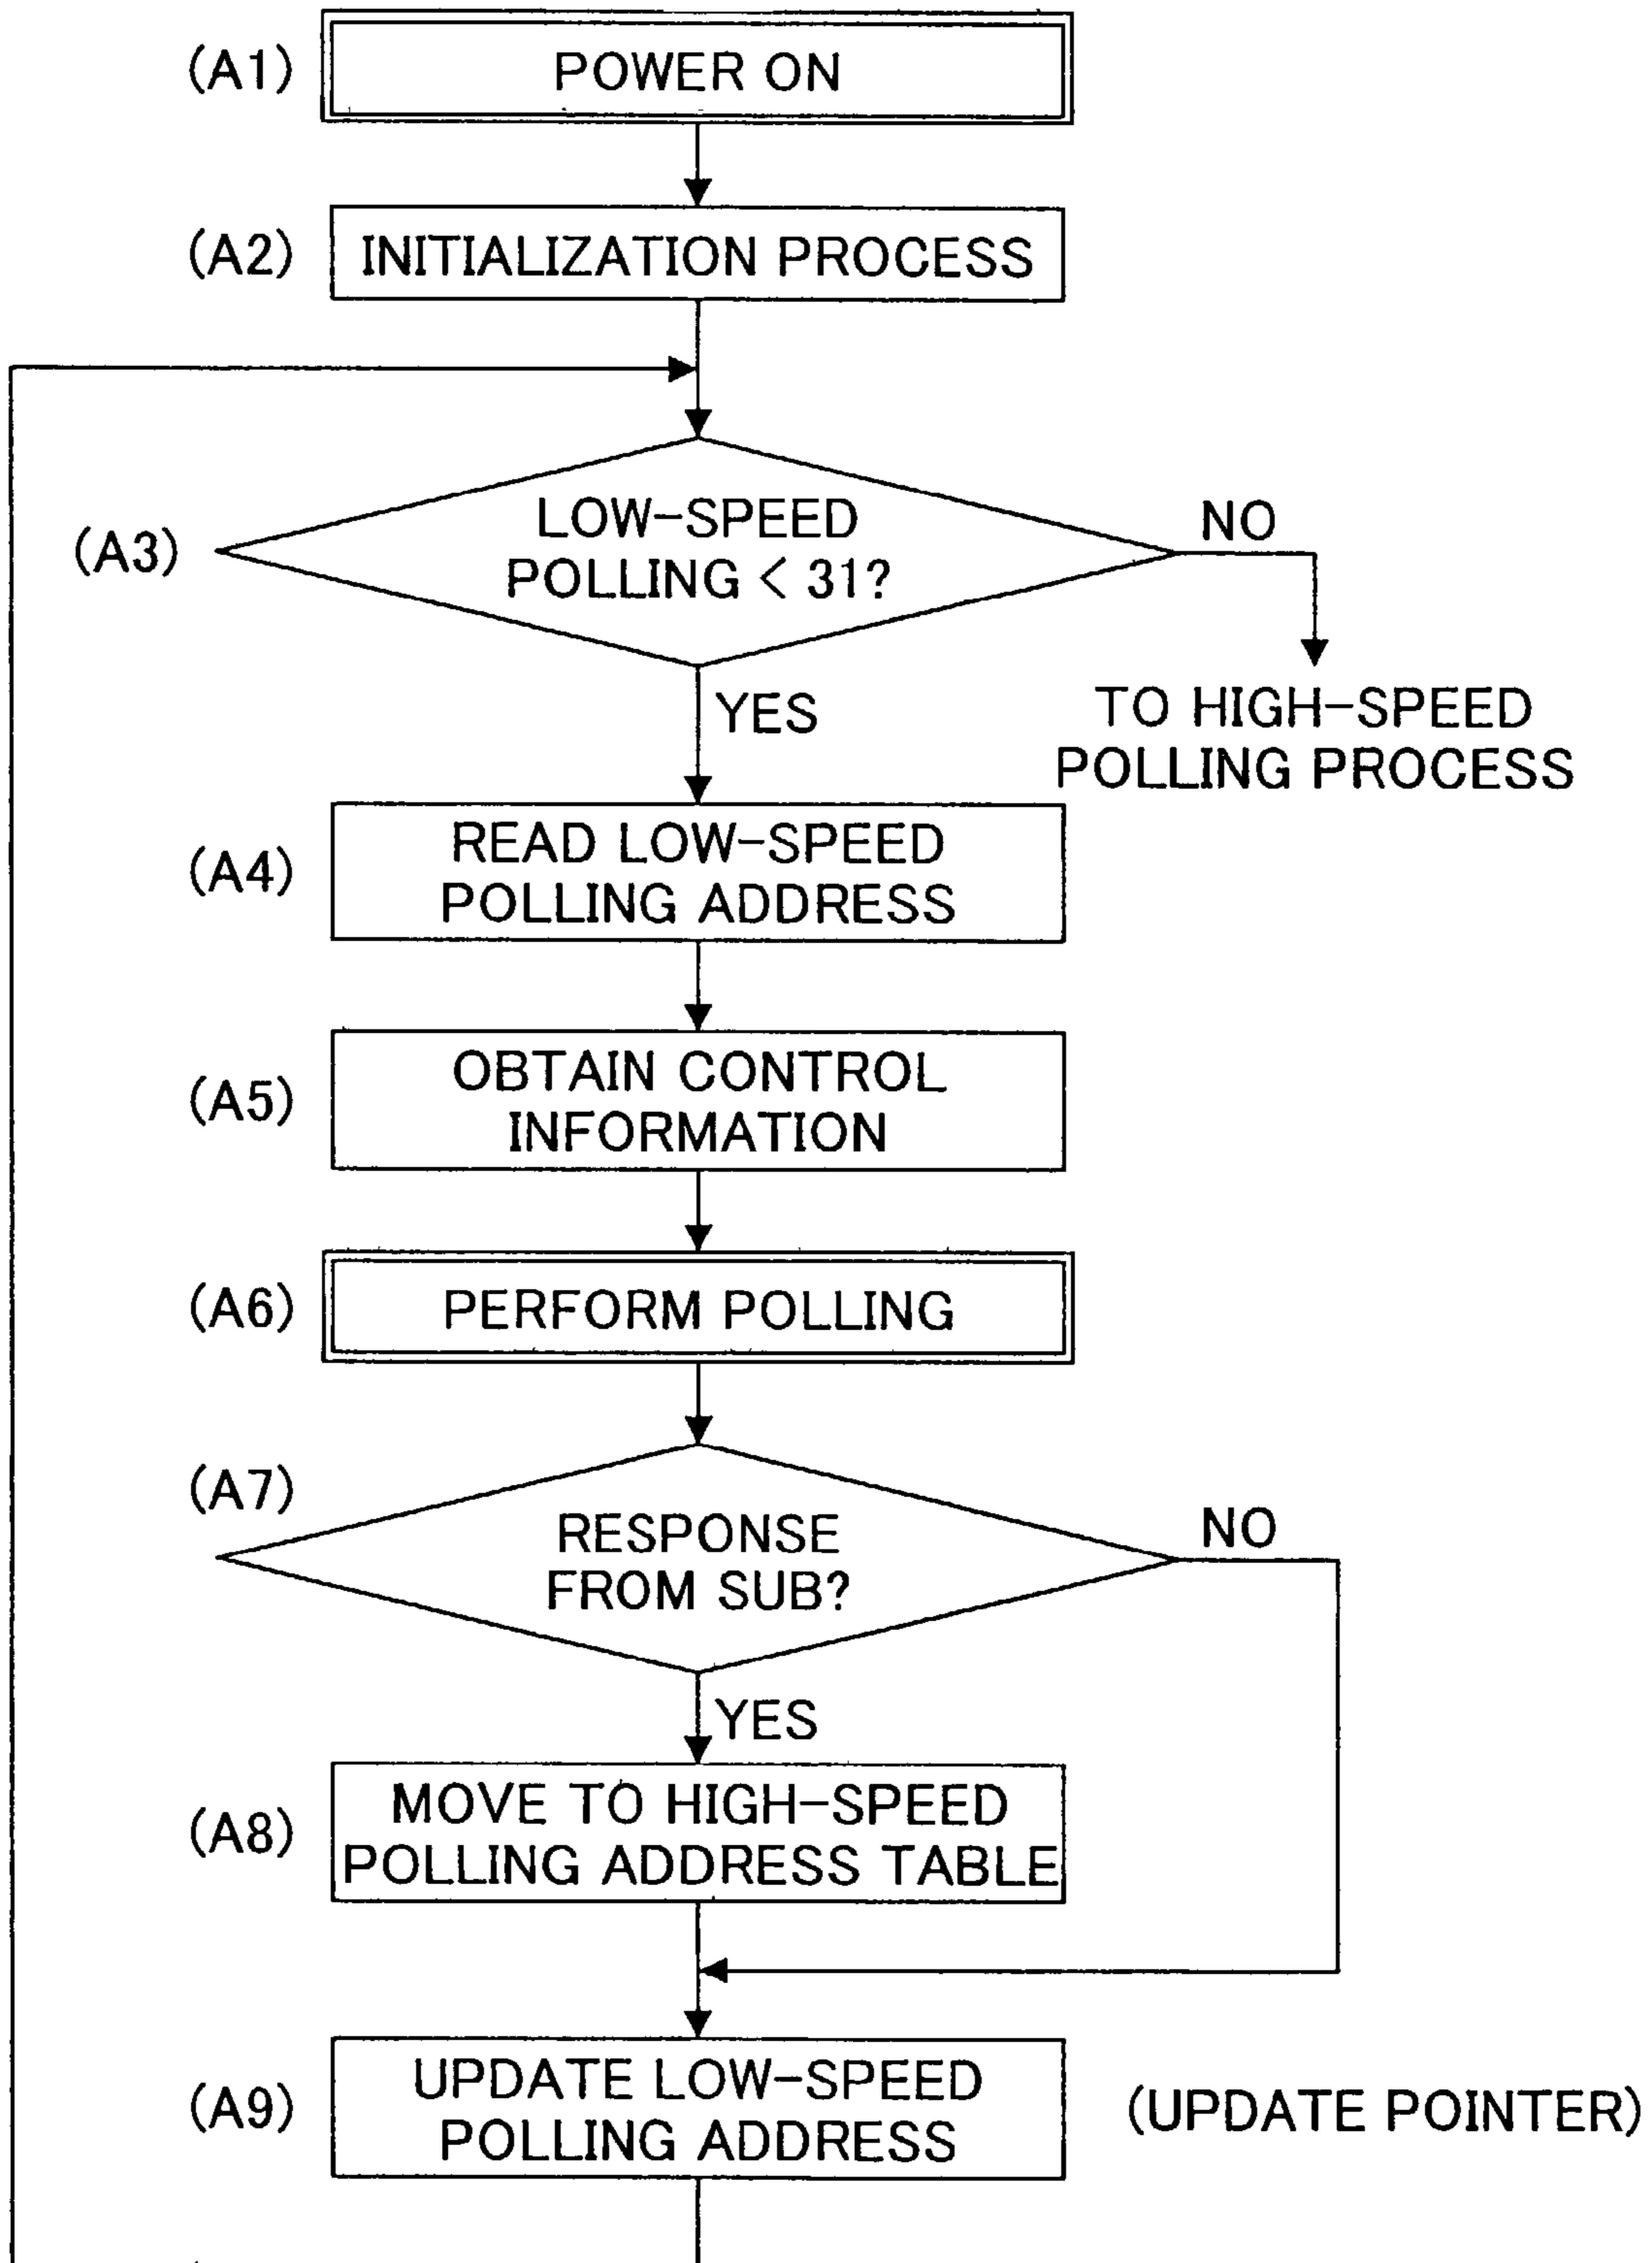 (A1) POWER ON
(A2) INITIALIZATION PROCESS
LOW-SPEED
(A3) POLLING < 31?
NO
YES
TO HIGH-SPEED
POLLING PROCESS
(A4)
READ LOW-SPEED
POLLING ADDRESS
(A5)
OBTAIN CONTROL
INFORMATION
(A6) PERFORM POLLING
(A7)
RESPONSE
FROM SUB?
NO
YES
(A8)
MOVE TO HIGH-SPEED
POLLING ADDRESS TABLE
(A9)
UPDATE LOW-SPEED
POLLING ADDRESS
(UPDATE POINTER)